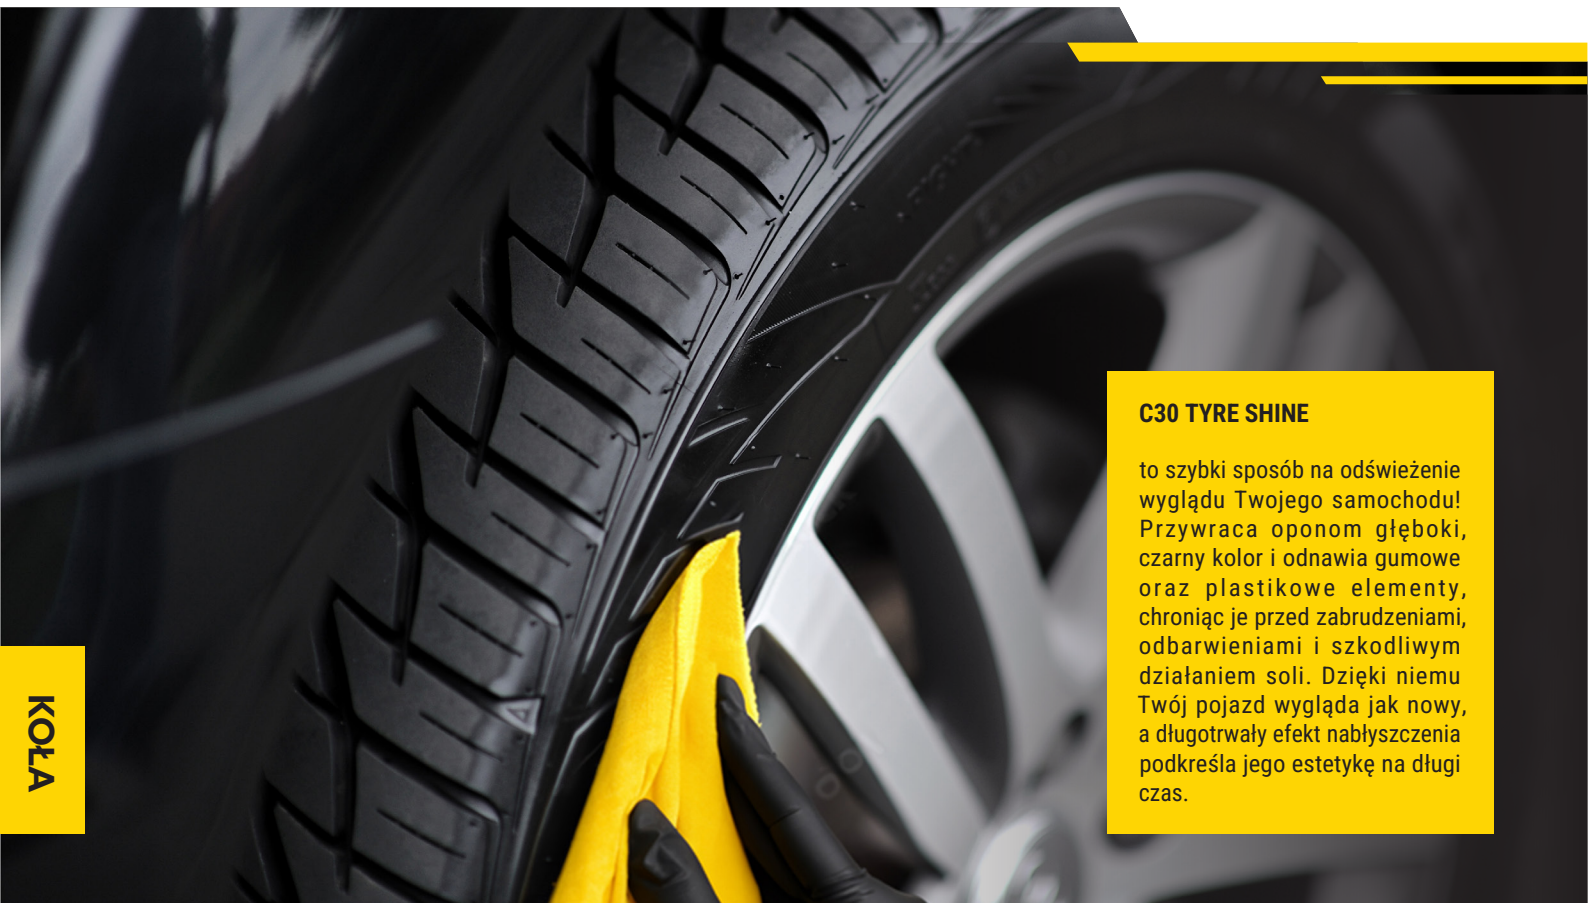 C30 TYRE SHINE
to szybki sposób na odświeżenie
wyglądu Twojego samochodu!
Przywraca oponom głęboki,
czarny kolor i odnawia gumowe
oraz plastikowe elementy,
chroniąc je przed zabrudzeniami,
odbarwieniami i szkodliwym
działaniem soli. Dzięki niemu
Twój pojazd wygląda jak nowy,
a długotrwały efekt nabłyszczenia
podkreśla jego estetykę na długi
czas.
KOŁA